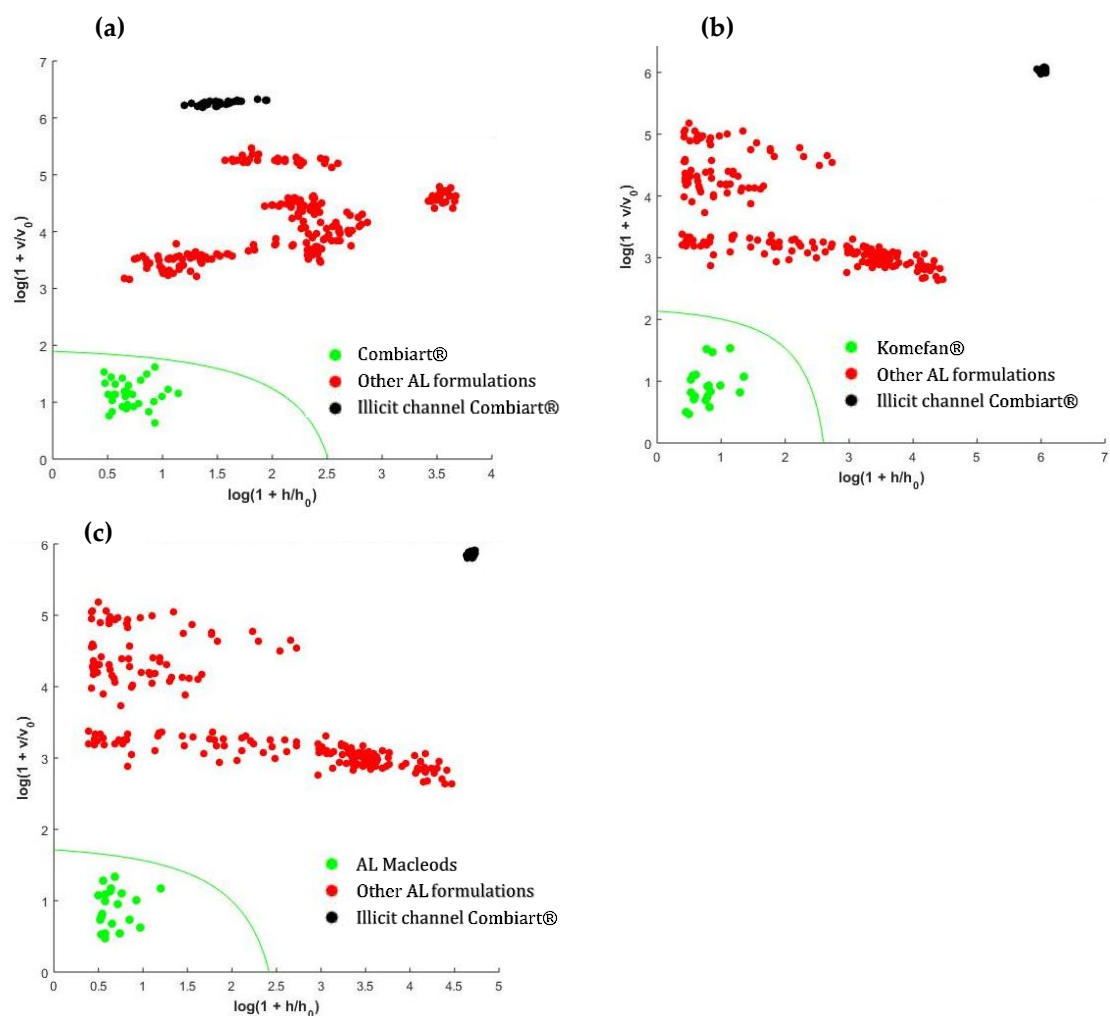 (a)
7
6
5
4
3
2
1
0
log(1 + v/v0)
0 0.5 1 1.5 2 2.5 3 3.5 4
log(1 + h/h0)
Combiart®
Other AL formulations
Illicit channel Combiart®
(b)
6
5
4
3
2
1
0
log(1 + v/v0)
0 1 2 3 4 5 6 7
log(1 + h/h0)
Komefan®
Other AL formulations
Illicit channel Combiart®
(c)
6
5
4
3
2
1
0
log(1 + v/v0)
0 0.5 1 1.5 2 2.5 3 3.5 4 4.5 5
log(1 + h/h0)
AL Macleods
Other AL formulations
Illicit channel Combiart®